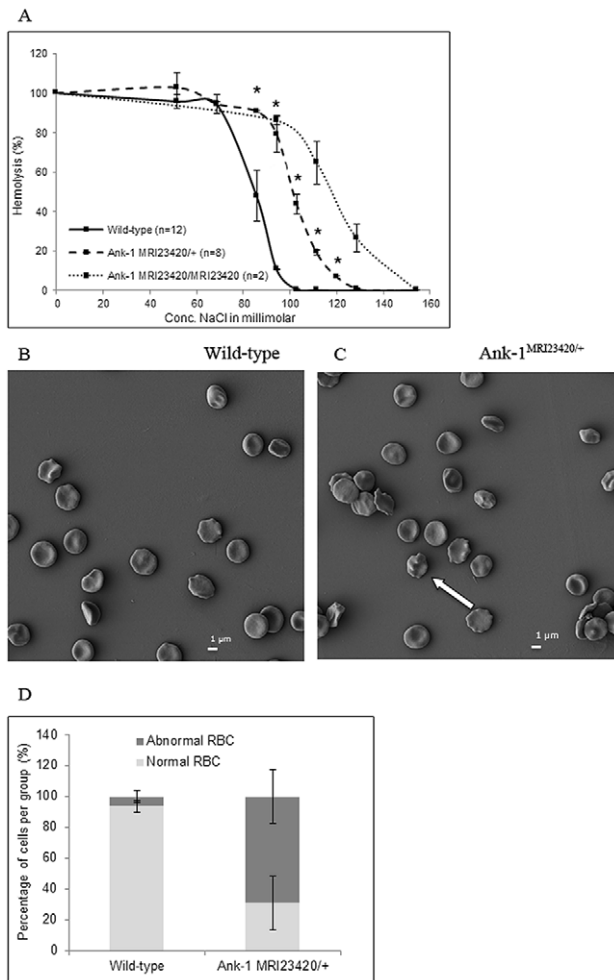 A
120
100
80
60
40
20
0
Hemolysis (%)
* * * * *
Wild-type (n=12)
Ank-1 MRI23420/+ (n=8)
Ank-1 MRI23420/MRI23420 (n=2)
0 20 40 60 80 100 120 140 160
Conc. NaCl in millimolar
B Wild-type
1 μm
C Ank-1MRI23420/+
1 μm
D
140
120
100
80
60
40
20
0
Percentage of cells per group (%)
Abnormal RBC
Normal RBC
Wild-type Ank-1 MRI23420/+